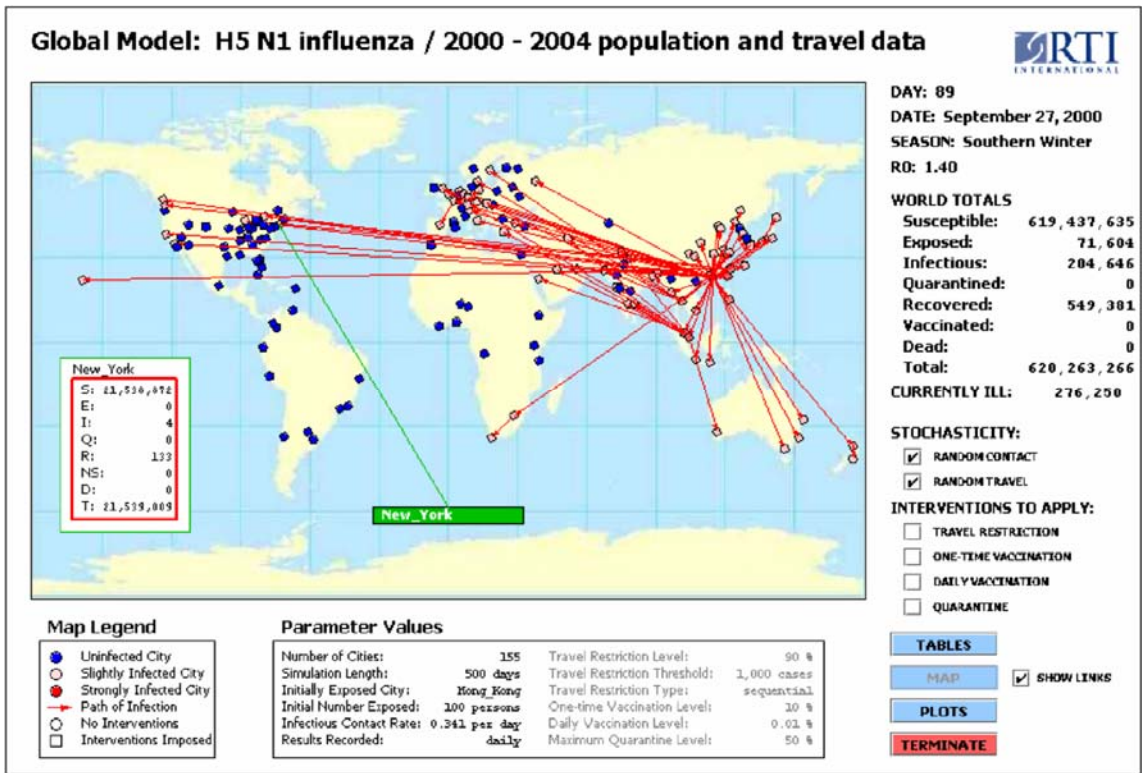 Global Model: H5 N1 influenza / 2000 - 2004 population and travel data
RTI
INTERNATIONAL
DAY: 89
DATE: September 27, 2000
SEASON: Southern Winter
R0: 1.40
WORLD TOTALS
Susceptible: 619,437,635
Exposed: 71,604
Infectious: 204,646
Quarantined: 0
Recovered: 549,381
Vaccinated: 0
Dead: 0
Total: 620,263,266
CURRENTLY ILL: 276,250
STOCHASTICITY:
RANDOM CONTACT
RANDOM TRAVEL
INTERVENTIONS TO APPLY:
TRAVEL RESTRICTION
ONE-TIME VACCINATION
DAILY VACCINATION
QUARANTINE
TABLES
MAP
SHOW LINKS
PLOTS
TERMINATE
New_York
S:
E: 0
I: 4
Q: 0
R: 133
NS: 0
D: 0
T: 21,539,009
New_York
Map Legend
Uninfected City
Slightly Infected City
Strongly Infected City
Path of Infection
No Interventions
Interventions Imposed
Parameter Values
Number of Cities: 155
Simulation Length: 500 days
Initially Exposed City: Hong_Kong
Initial Number Exposed: 100 persons
Infectious Contact Rate: 0.341 per day
Results Recorded: daily
Travel Restriction Level: 90 %
Travel Restriction Threshold: 1,000 cases
Travel Restriction Type: sequential
One-time Vaccination Level: 10 %
Daily Vaccination Level: 0.01 %
Maximum Quarantine Level: 50 %